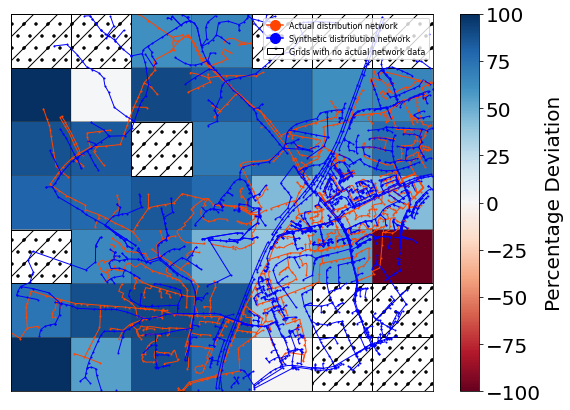 Actual distribution network
Synthetic distribution network
Grids with no actual network data
100
75
50
25
0
−25
−50
−75
−100
Percentage Deviation